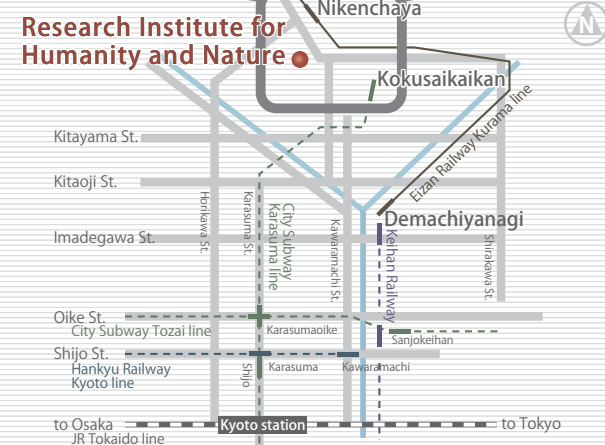 Nikenchaya
N
Research Institute for
Humanity and Nature
Kokusaikaikan
Eizan Railway Kurama line
Kitayama St.
Kitaoji St.
Horikawa St.
Karasuma St.
City Subway
Karasuma line
Kawaramachi St.
Demachiyanagi
Keihan Railway
Shirakawa St.
Imadegawa St.
Oike St.
City Subway Tozai line
Karasumaoike
Sanjokeihan
Shijo St.
Hankyu Railway
Kyoto line
Shijo
Karasuma
Kawaramachi
to Osaka
Kyoto station
to Tokyo
JR Tokaido line